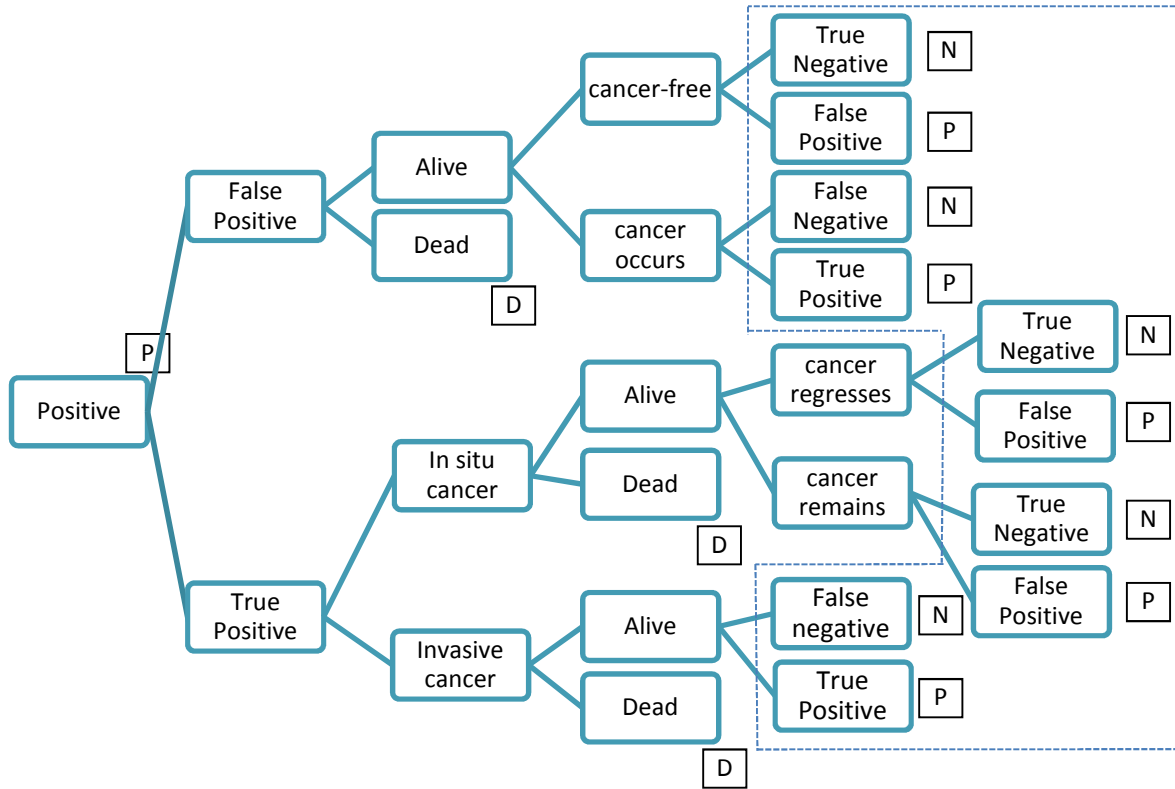 True
Negative
N
cancer-free
False
Positive
P
Alive
False
Positive
False
Negative
N
Dead
cancer
occurs
True
Positive
P
D
True
Negative
N
P
cancer
regresses
Alive
Positive
False
Positive
P
In situ
cancer
Dead
cancer
remains
True
Negative
N
D
True
Positive
False
negative
N
False
Positive
P
Alive
Invasive
cancer
True
Positive
P
Dead
D